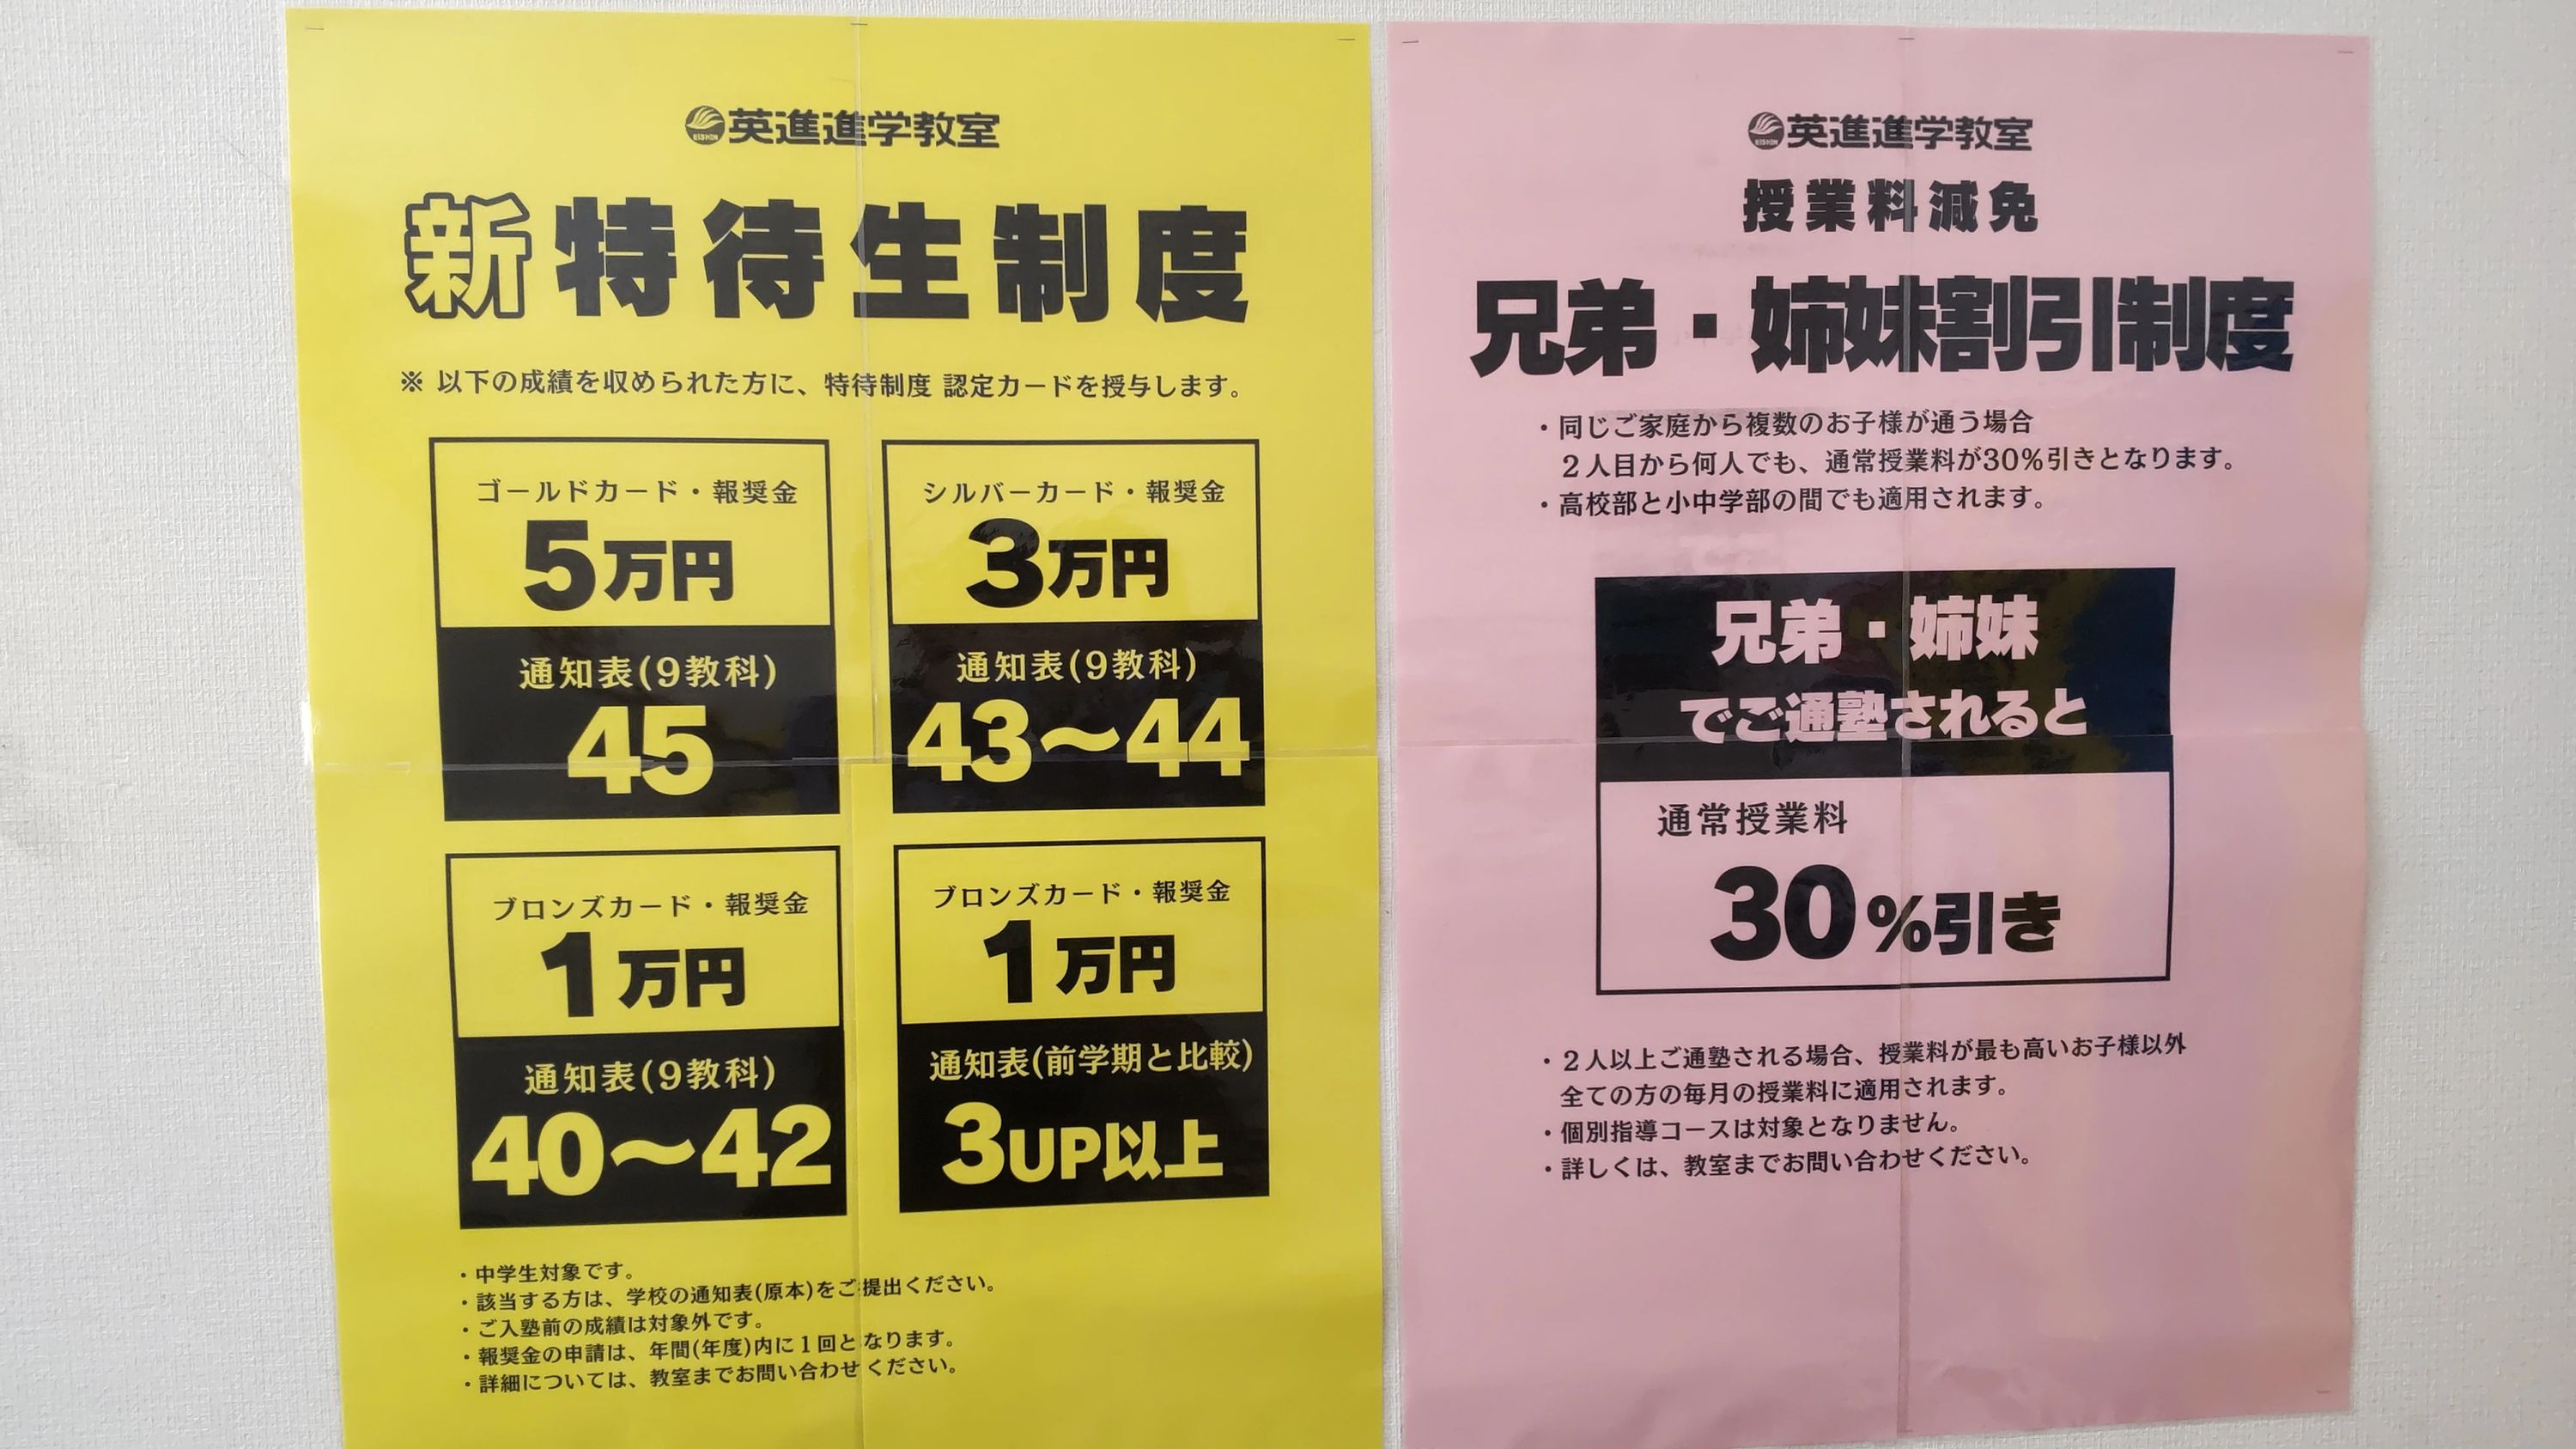 英進進学教室
新特待生制度
※ 以下の成績を収められた方に、特待制度 認定カードを授与します。
ゴールドカード・報奨金
5万円
通知表(9教科)
45
シルバーカード・報奨金
3万円
通知表(9教科)
43〜44
ブロンズカード・報奨金
1万円
通知表(9教科)
40〜42
ブロンズカード・報奨金
1万円
通知表(前学期と比較)
3UP以上
・中学生対象です。
・該当する方は、学校の通知表(原本)をご提出ください。
・ご入塾前の成績は対象外です。
・報奨金の申請は、年間(年度)内に1回となります。
・詳細については、教室までお問い合わせください。
英進進学教室
授業料減免
兄弟・姉妹割引制度
・同じご家庭から複数のお子様が通う場合
２人目から何人でも、通常授業料が30%引きとなります。
・高校部と小中学部の間でも適用されます。
兄弟・姉妹
でご通塾されると
通常授業料
30%引き
・２人以上ご通塾される場合、授業料が最も高いお子様以外
全ての方の毎月の授業料に適用されます。
・個別指導コースは対象となりません。
・詳しくは、教室までお問い合わせください。